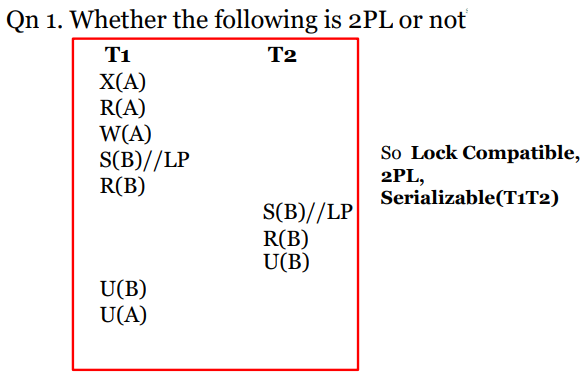 Qn 1. Whether the following is 2PL or not
T1 T2
X(A)
R(A)
W(A)
S(B)//LP
R(B)
S(B)//LP
R(B)
U(B)
U(B)
U(A)
So Lock Compatible,
2PL,
Serializable(T1T2)